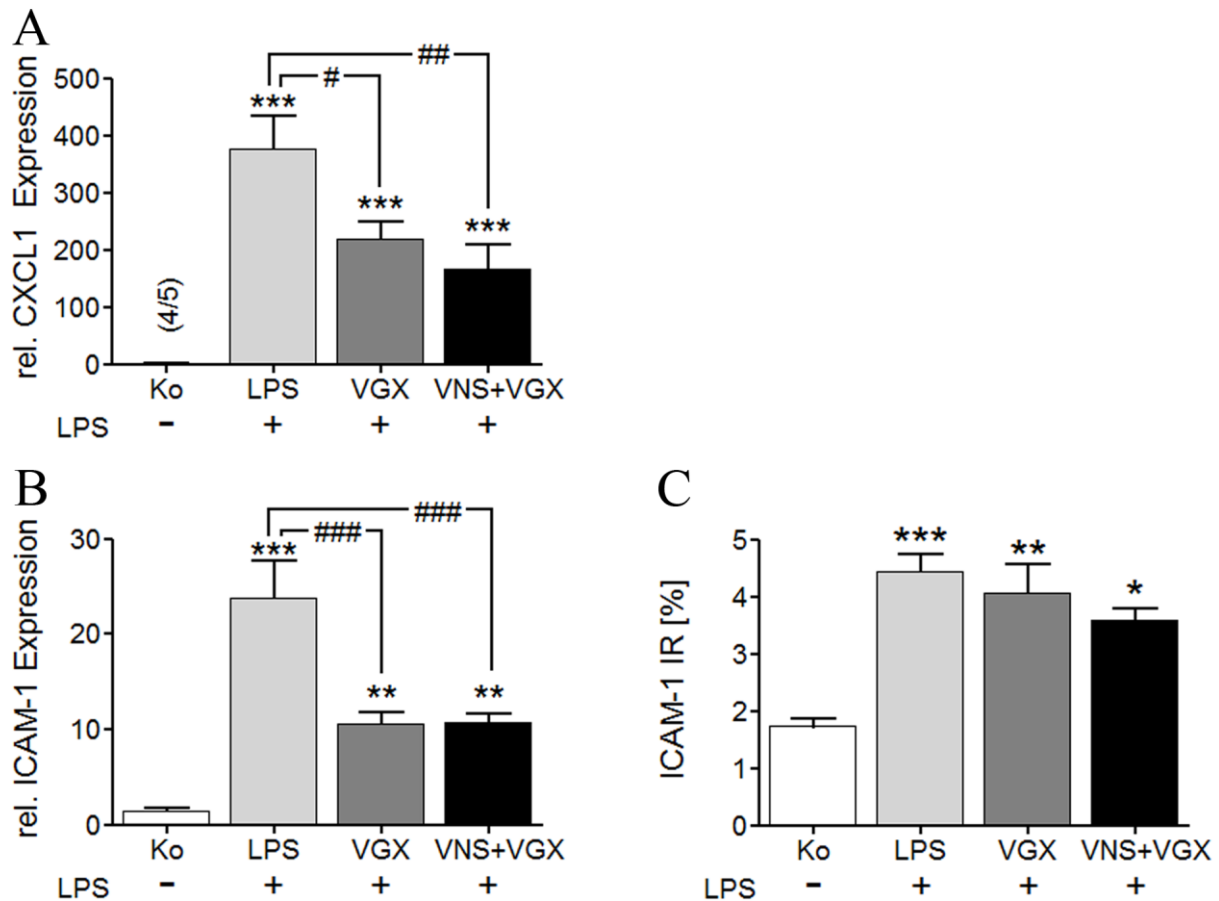 A
rel. CXCL1 Expression
500
400
300
200
100
0
##
#
***
***
***
(4/5)
Ko LPS VGX VNS+VGX
LPS - + + +
B
rel. ICAM-1 Expression
30
20
10
0
###
###
***
**
**
Ko LPS VGX VNS+VGX
LPS - + + +
C
ICAM-1 IR [%]
5
4
3
2
1
0
***
**
*
Ko LPS VGX VNS+VGX
LPS - + + +